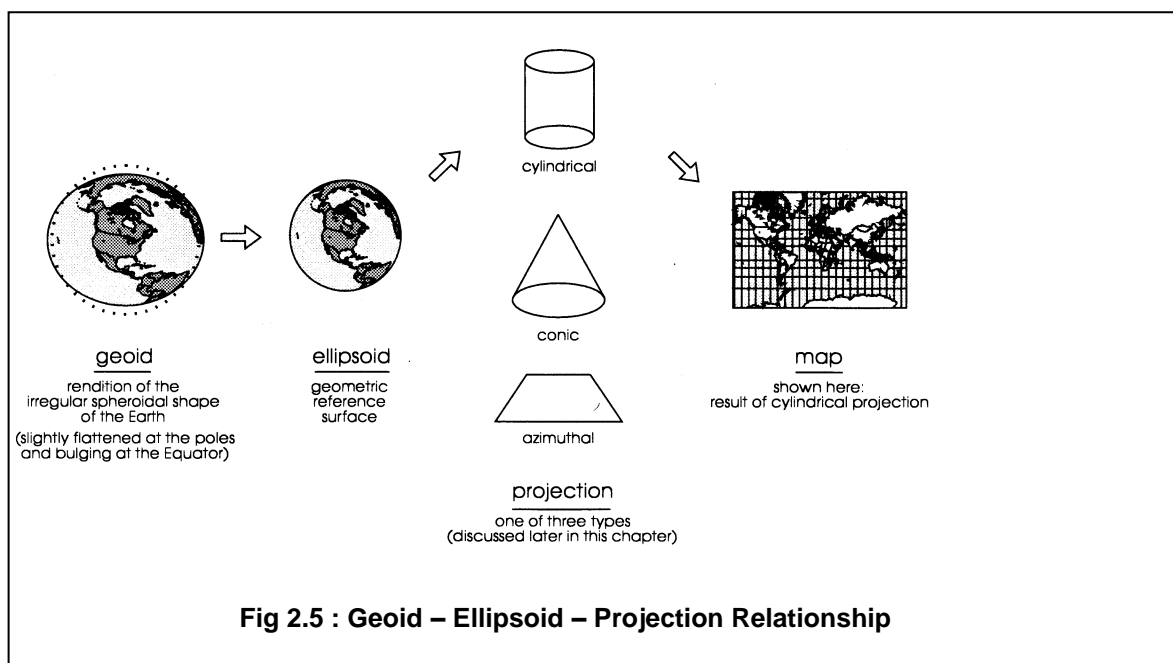 cylindrical
conic
azimuthal
geoid
rendition of the
irregular spheroidal shape
of the Earth
(slightly flattened at the poles
and bulging at the Equator)
ellipsoid
geometric
reference
surface
projection
one of three types
(discussed later in this chapter)
map
shown here:
result of cylindrical projection
Fig 2.5 : Geoid – Ellipsoid – Projection Relationship